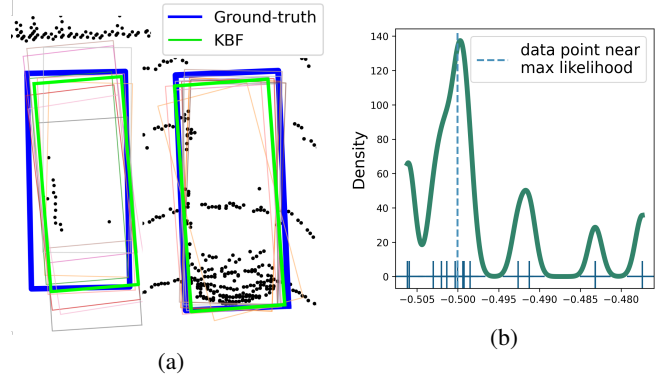 Ground-truth
KBF
(a)
data point near
max likelihood
Density
140
120
100
80
60
40
20
0
−0.505 −0.500 −0.495 −0.490 −0.485 −0.480
(b)